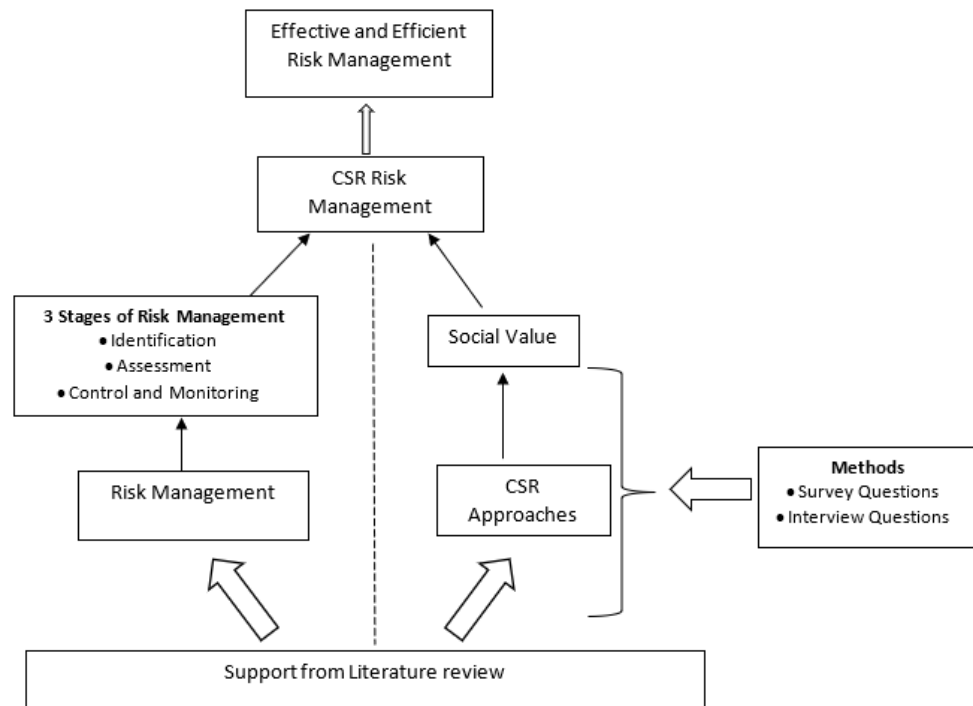 Effective and Efficient
Risk Management
CSR Risk
Management
3 Stages of Risk Management
● Identification
● Assessment
● Control and Monitoring
Social Value
Risk Management
CSR
Approaches
Methods
● Survey Questions
● Interview Questions
Support from Literature review